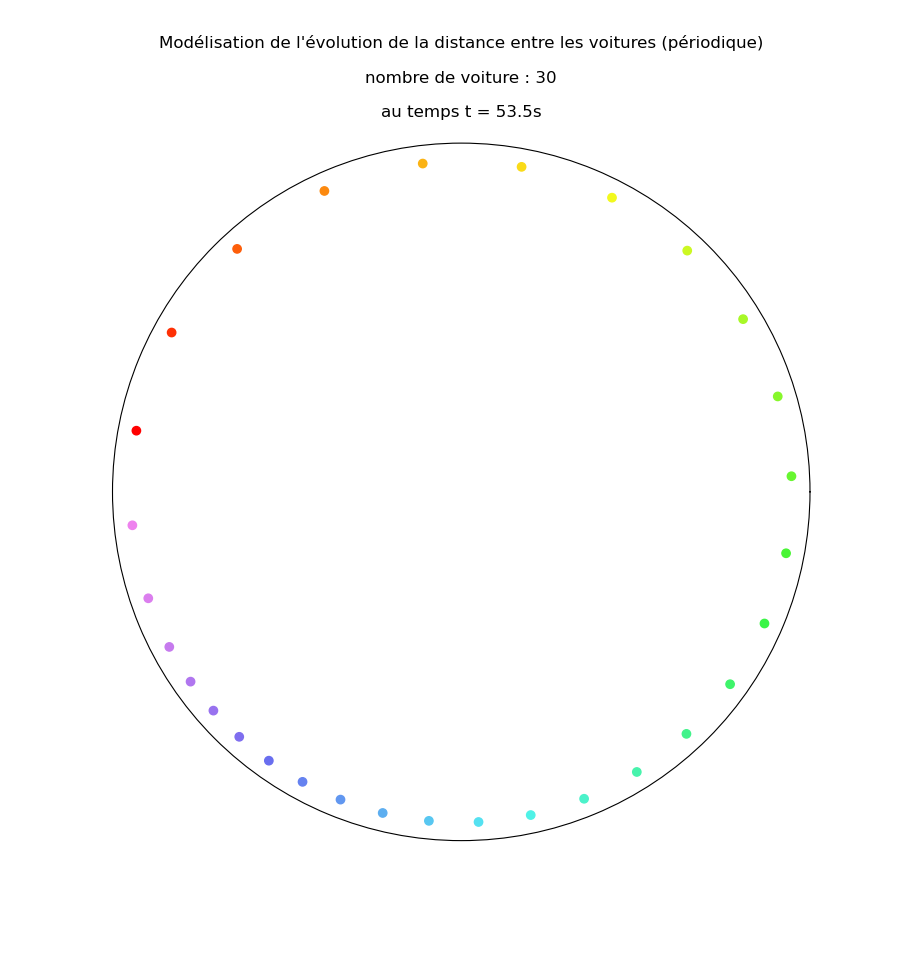 Modélisation de l'évolution de la distance entre les voitures (périodique)
nombre de voiture : 30
au temps t = 53.5s